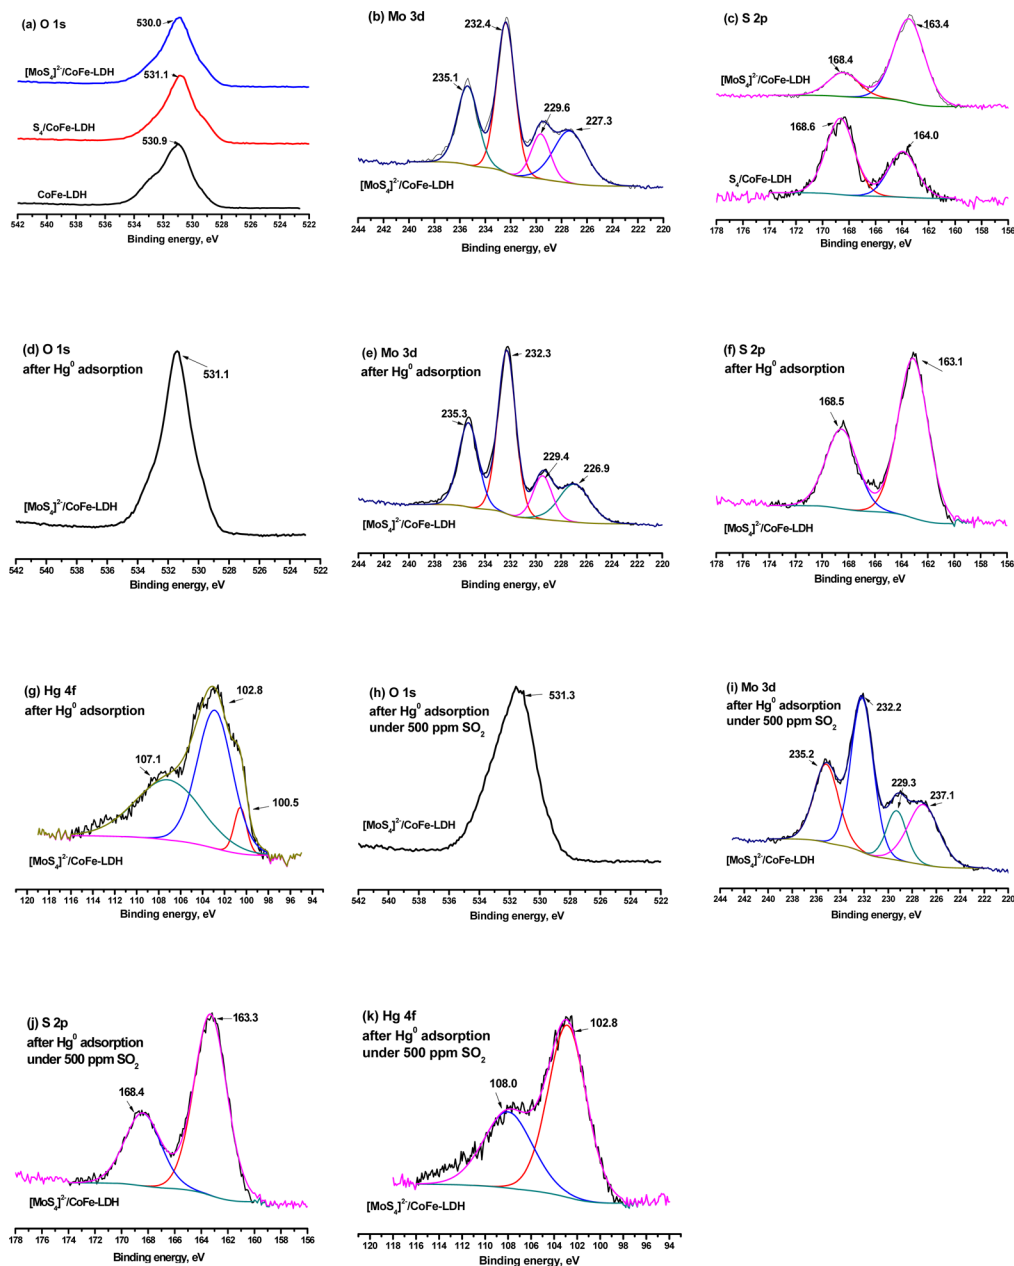 (a) O 1s
530.0
[MoS₄]²⁻/CoFe-LDH
531.1
S₄/CoFe-LDH
530.9
CoFe-LDH
542 540 538 536 534 532 530 528 526 524 522
Binding energy, eV
(b) Mo 3d
232.4
235.1
229.6
227.3
[MoS₄]²⁻/CoFe-LDH
244 242 240 238 236 234 232 230 228 226 224 222 220
Binding energy, eV
(c) S 2p
163.4
168.4
[MoS₄]²⁻/CoFe-LDH
168.6
164.0
S₄/CoFe-LDH
178 176 174 172 170 168 166 164 162 160 158 156
Binding energy, eV
(d) O 1s
after Hg⁰ adsorption
531.1
[MoS₄]²⁻/CoFe-LDH
542 540 538 536 534 532 530 528 526 524 522
Binding energy, eV
(e) Mo 3d
after Hg⁰ adsorption
232.3
235.3
229.4
226.9
[MoS₄]²⁻/CoFe-LDH
244 242 240 238 236 234 232 230 228 226 224 222 220
Binding energy, eV
(f) S 2p
after Hg⁰ adsorption
163.1
168.5
[MoS₄]²⁻/CoFe-LDH
178 176 174 172 170 168 166 164 162 160 158 156
Binding energy, eV
(g) Hg 4f
after Hg⁰ adsorption
102.8
107.1
100.5
[MoS₄]²⁻/CoFe-LDH
120 118 116 114 112 110 108 106 104 102 100 98 96 94
Binding energy, eV
(h) O 1s
after Hg⁰ adsorption
under 500 ppm SO₂
531.3
[MoS₄]²⁻/CoFe-LDH
542 540 538 536 534 532 530 528 526 524 522
Binding energy, eV
(i) Mo 3d
after Hg⁰ adsorption
under 500 ppm SO₂
232.2
235.2
229.3
237.1
[MoS₄]²⁻/CoFe-LDH
244 242 240 238 236 234 232 230 228 226 224 222 220
Binding energy, eV
(j) S 2p
after Hg⁰ adsorption
under 500 ppm SO₂
163.3
168.4
[MoS₄]²⁻/CoFe-LDH
178 176 174 172 170 168 166 164 162 160 158 156
Binding energy, eV
(k) Hg 4f
after Hg⁰ adsorption
under 500 ppm SO₂
102.8
108.0
[MoS₄]²⁻/CoFe-LDH
120 118 116 114 112 110 108 106 104 102 100 98 96 94
Binding energy, eV